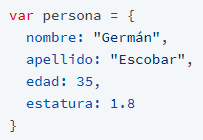 var persona = {
  nombre: "Germán",
  apellido: "Escobar",
  edad: 35,
  estatura: 1.8
}